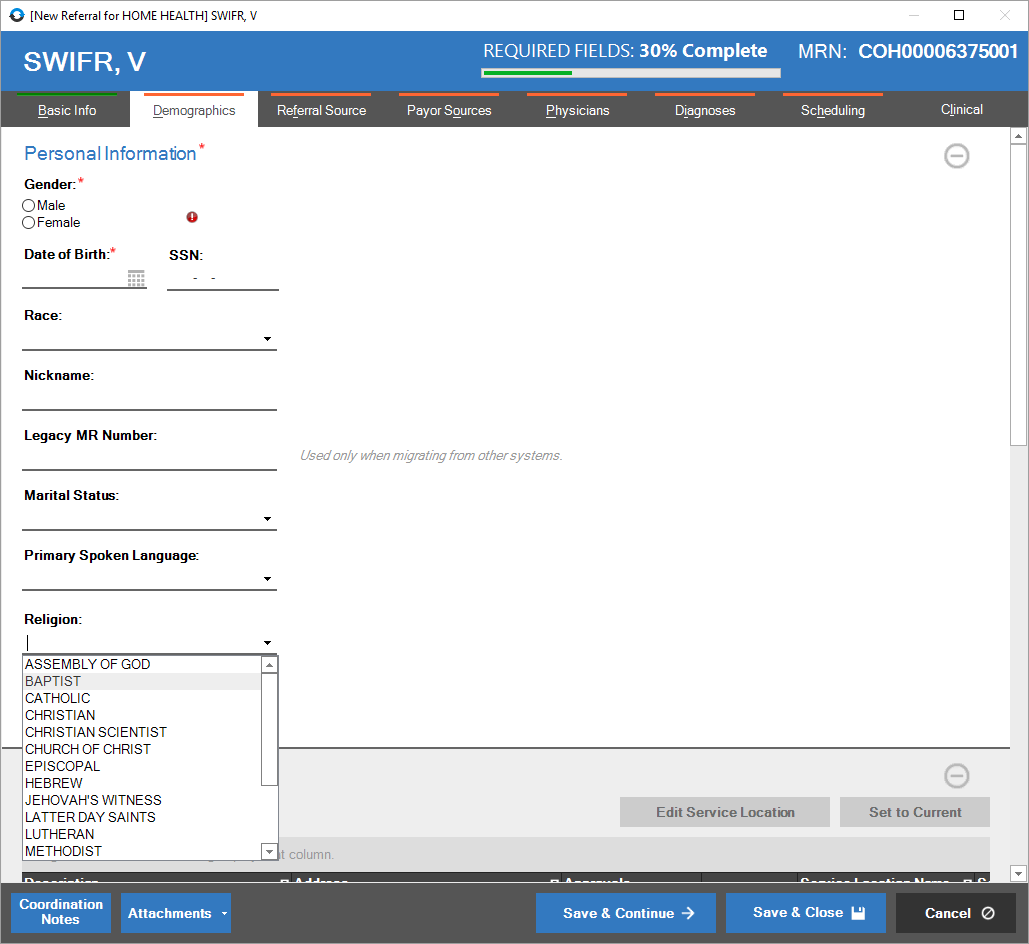 [New Referral for HOME HEALTH] SWIFR, V
SWIFR, V
REQUIRED FIELDS: 30% Complete
MRN: COH00006375001
Basic Info
Demographics
Referral Source
Payor Sources
Physicians
Diagnoses
Scheduling
Clinical
Personal Information*
Gender:*
Male
Female
Date of Birth:*
SSN:
- -
Race:
Nickname:
Legacy MR Number:
Used only when migrating from other systems.
Marital Status:
Primary Spoken Language:
Religion:
ASSEMBLY OF GOD
BAPTIST
CATHOLIC
CHRISTIAN
CHRISTIAN SCIENTIST
CHURCH OF CHRIST
EPISCOPAL
HEBREW
JEHOVAH'S WITNESS
LATTER DAY SAINTS
LUTHERAN
METHODIST
Edit Service Location
Set to Current
column.
Description
Address
Approvals
Service Location Name
Coordination
Notes
Attachments
Save & Continue
Save & Close
Cancel